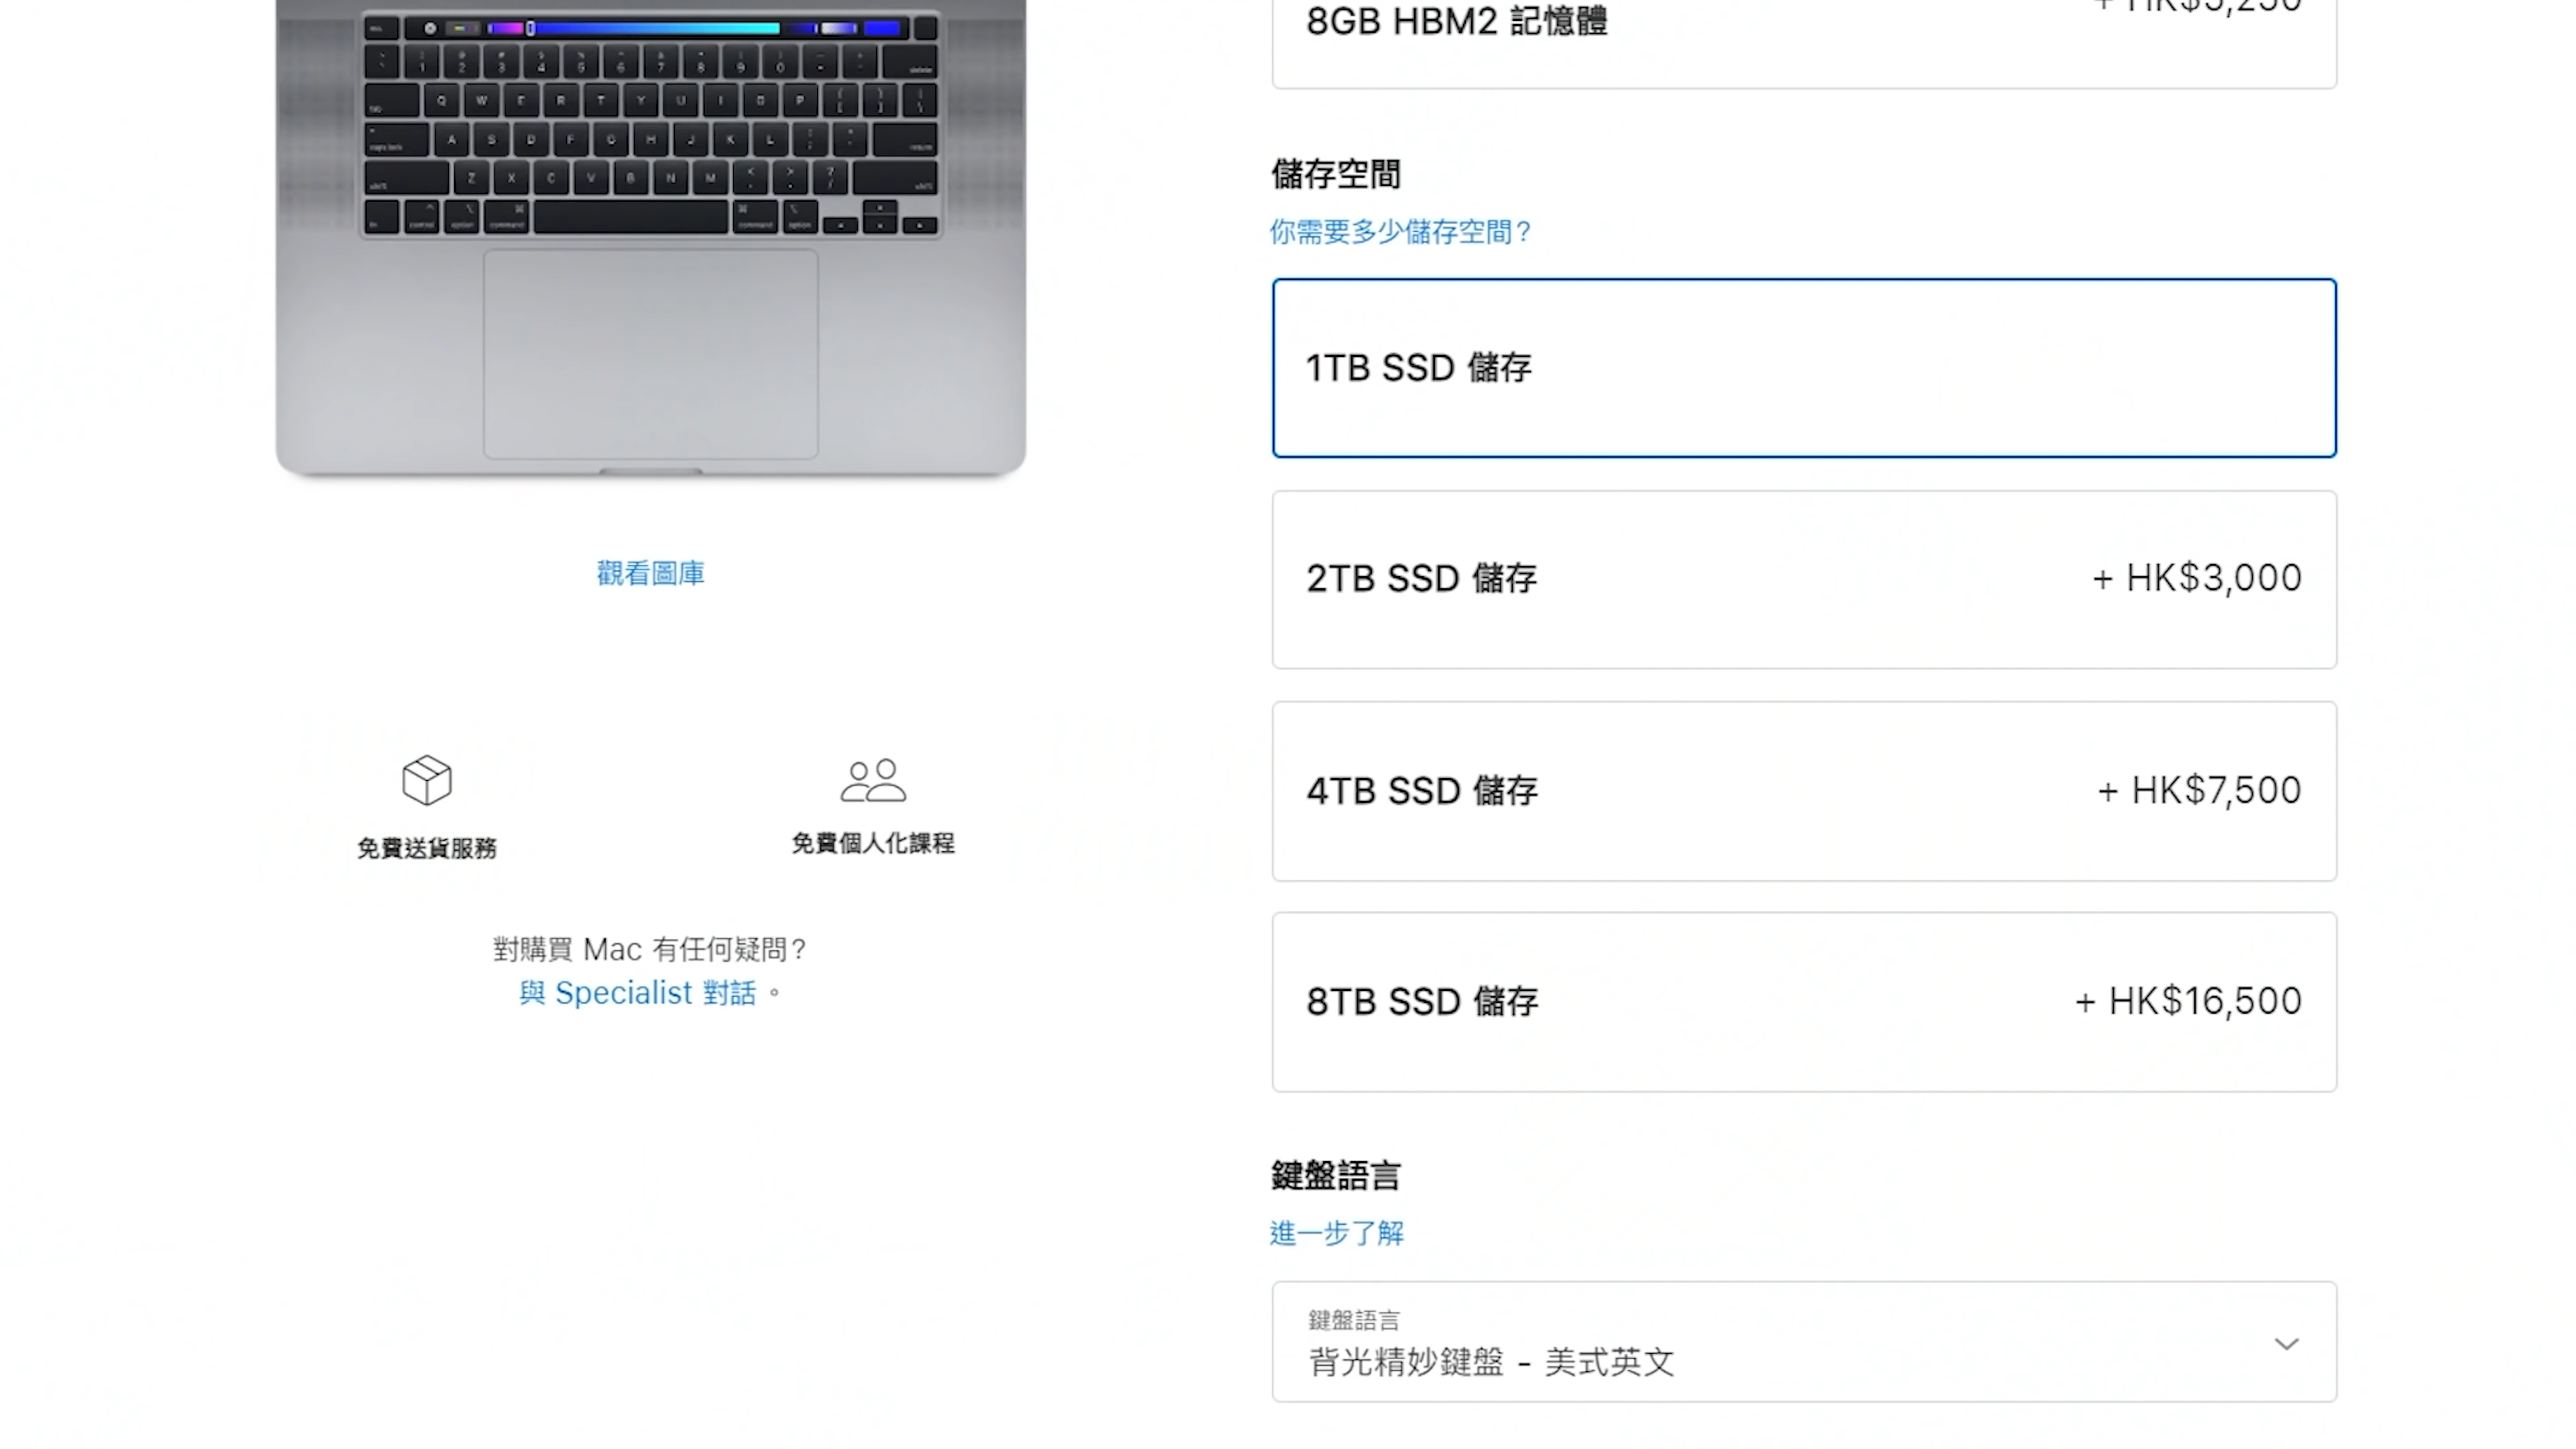 8GB HBM2 記憶體
儲存空間
你需要多少儲存空間？
1TB SSD 儲存
2TB SSD 儲存
+ HK$3,000
4TB SSD 儲存
+ HK$7,500
8TB SSD 儲存
+ HK$16,500
鍵盤語言
進一步了解
鍵盤語言
背光精妙鍵盤 - 美式英文
觀看圖庫
免費送貨服務
免費個人化課程
對購買 Mac 有任何疑問？
與 Specialist 對話。